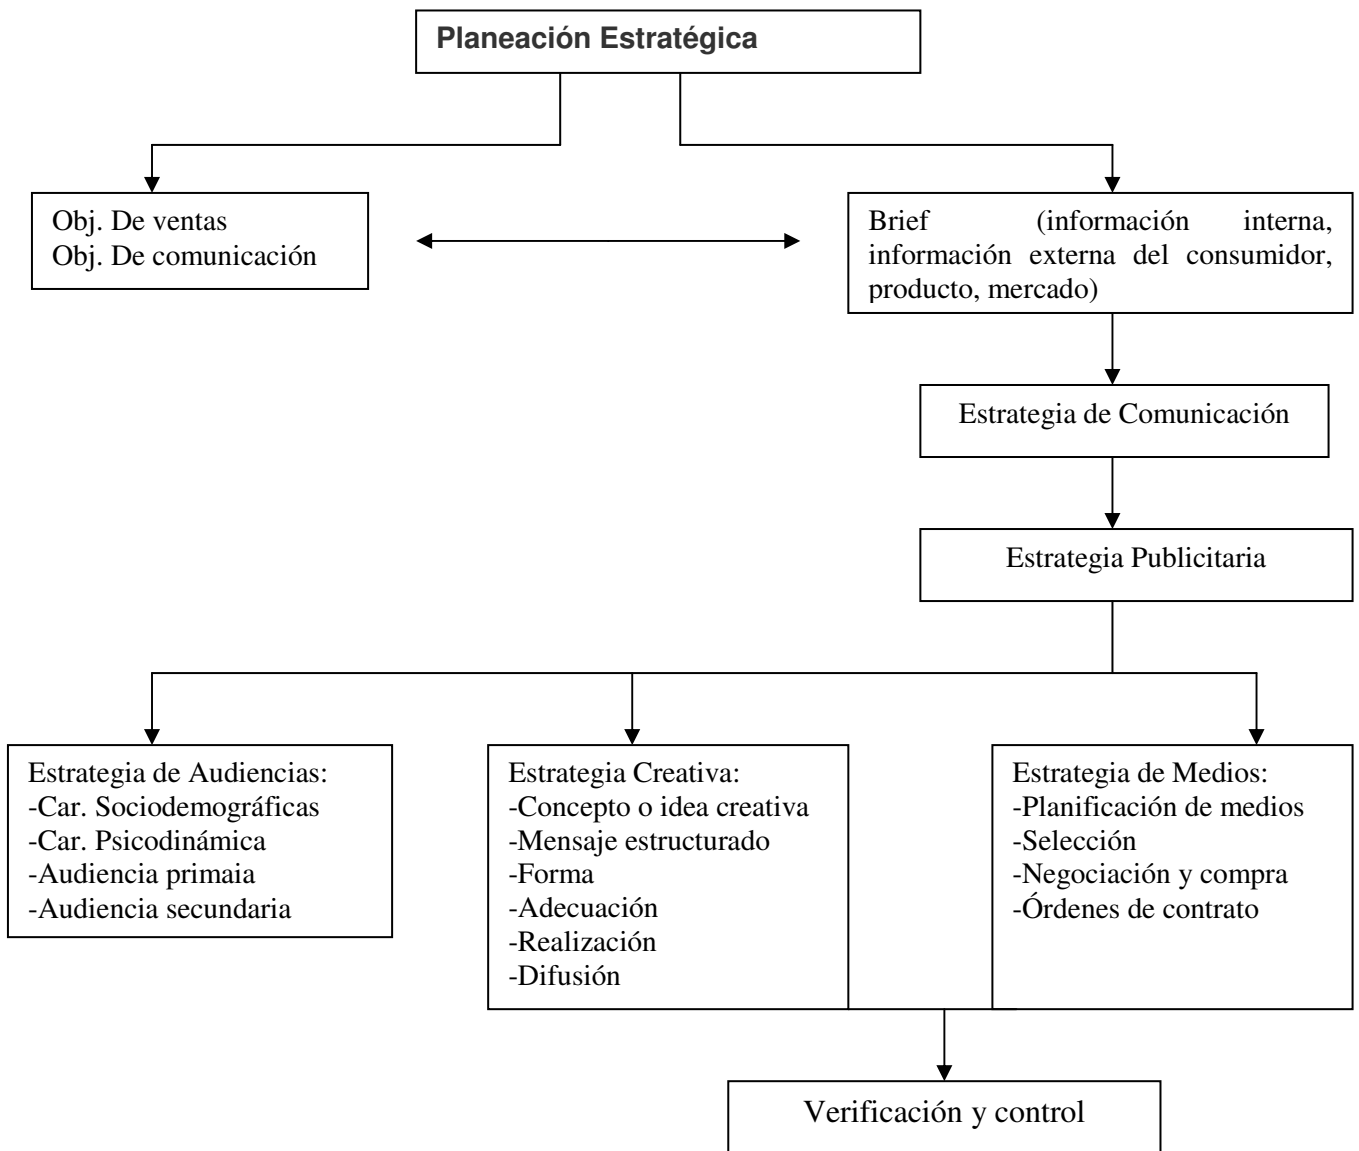 Planeación Estratégica
Obj. De ventas
Obj. De comunicación
Brief (información interna,
información externa del consumidor,
producto, mercado)
Estrategia de Comunicación
Estrategia Publicitaria
Estrategia de Audiencias:
-Car. Sociodemográficas
-Car. Psicodinámica
-Audiencia primaia
-Audiencia secundaria
Estrategia Creativa:
-Concepto o idea creativa
-Mensaje estructurado
-Forma
-Adecuación
-Realización
-Difusión
Estrategia de Medios:
-Planificación de medios
-Selección
-Negociación y compra
-Órdenes de contrato
Verificación y control